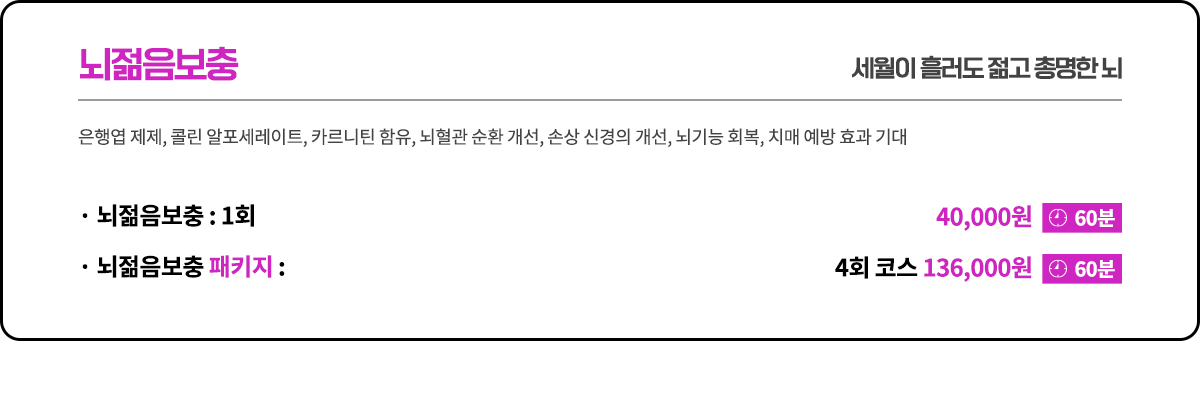 뇌젊음보충
세월이 흘러도 젊고 총명한 뇌
은행엽 제제, 콜린 알포세레이트, 카르니틴 함유, 뇌혈관 순환 개선, 손상 신경의 개선, 뇌기능 회복, 치매 예방 효과 기대
· 뇌젊음보충 : 1회 40,000원 60분
· 뇌젊음보충 패키지 : 4회 코스 136,000원 60분